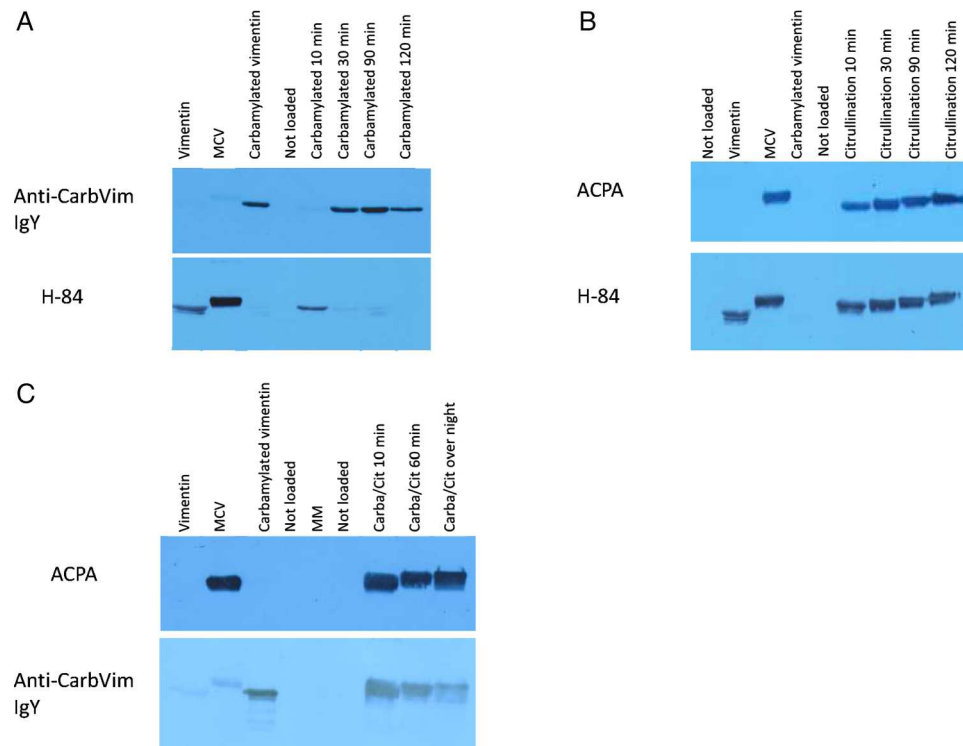 A
Vimentin
MCV
Carbamylated vimentin
Not loaded
Carbamylated 10 min
Carbamylated 30 min
Carbamylated 90 min
Carbamylated 120 min
Anti-CarbVim
IgY
H-84
B
Not loaded
Vimentin
MCV
Carbamylated vimentin
Not loaded
Citrullination 10 min
Citrullination 30 min
Citrullination 90 min
Citrullination 120 min
ACPA
H-84
C
Vimentin
MCV
Carbamylated vimentin
Not loaded
MM
Not loaded
Carba/Cit 10 min
Carba/Cit 60 min
Carba/Cit over night
ACPA
Anti-CarbVim
IgY